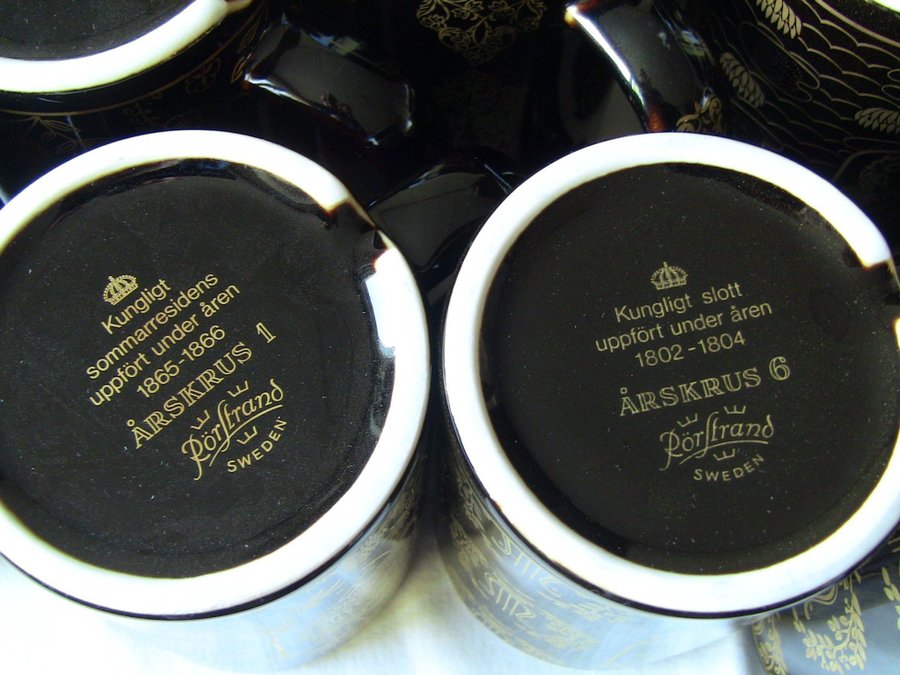 Kungligt
sommarresidens
uppfört under åren
1865-1866
ÅRSKRUS 1
Rörstrand
SWEDEN
Kungligt slott
uppfört under åren
1802-1804
ÅRSKRUS 6
Rörstrand
SWEDEN